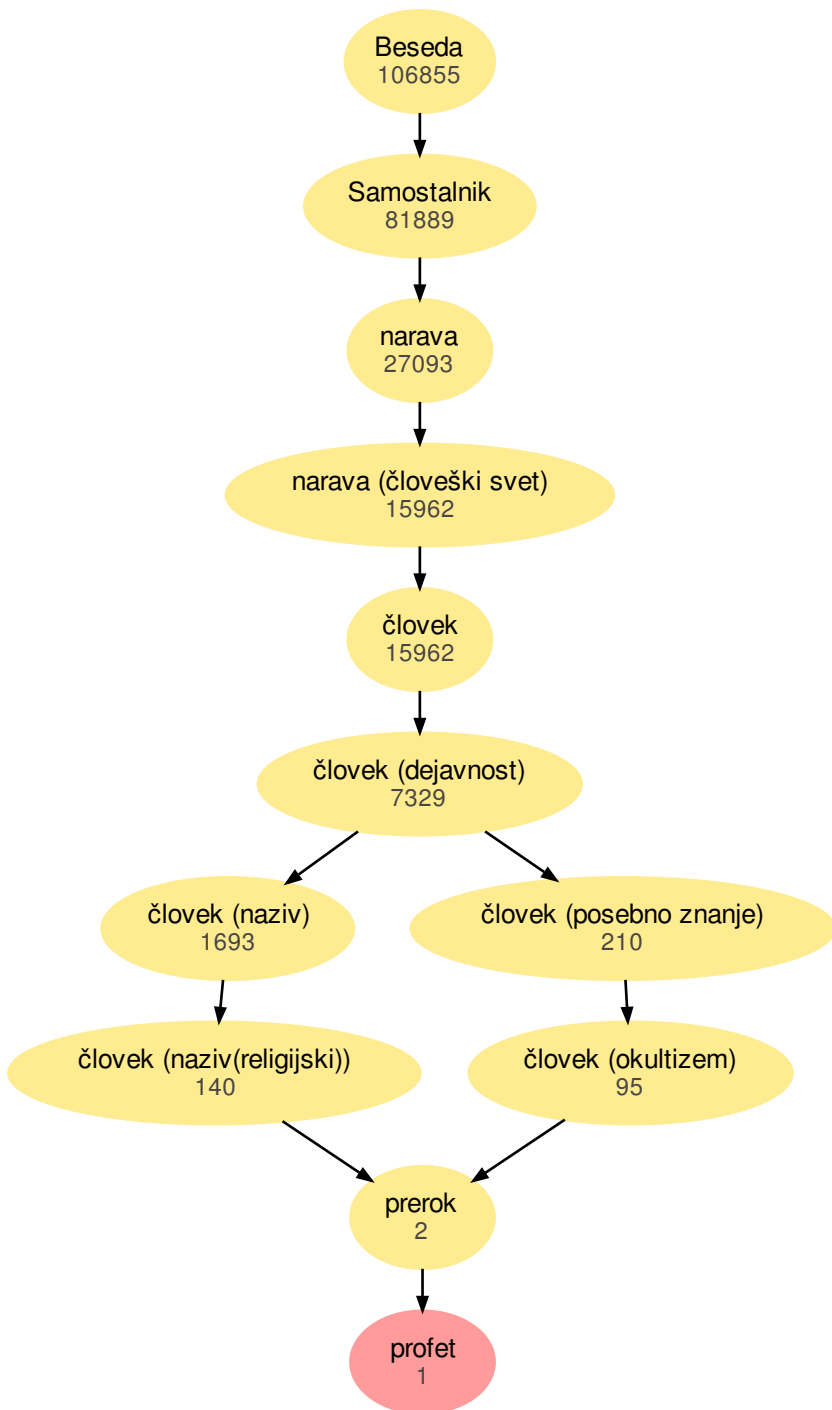 Beseda
106855
Samostalnik
81889
narava
27093
narava (človeški svet)
15962
človek
15962
človek (dejavnost)
7329
človek (naziv)
1693
človek (posebno znanje)
210
človek (naziv(religijski))
140
človek (okultizem)
95
prerok
2
profet
1